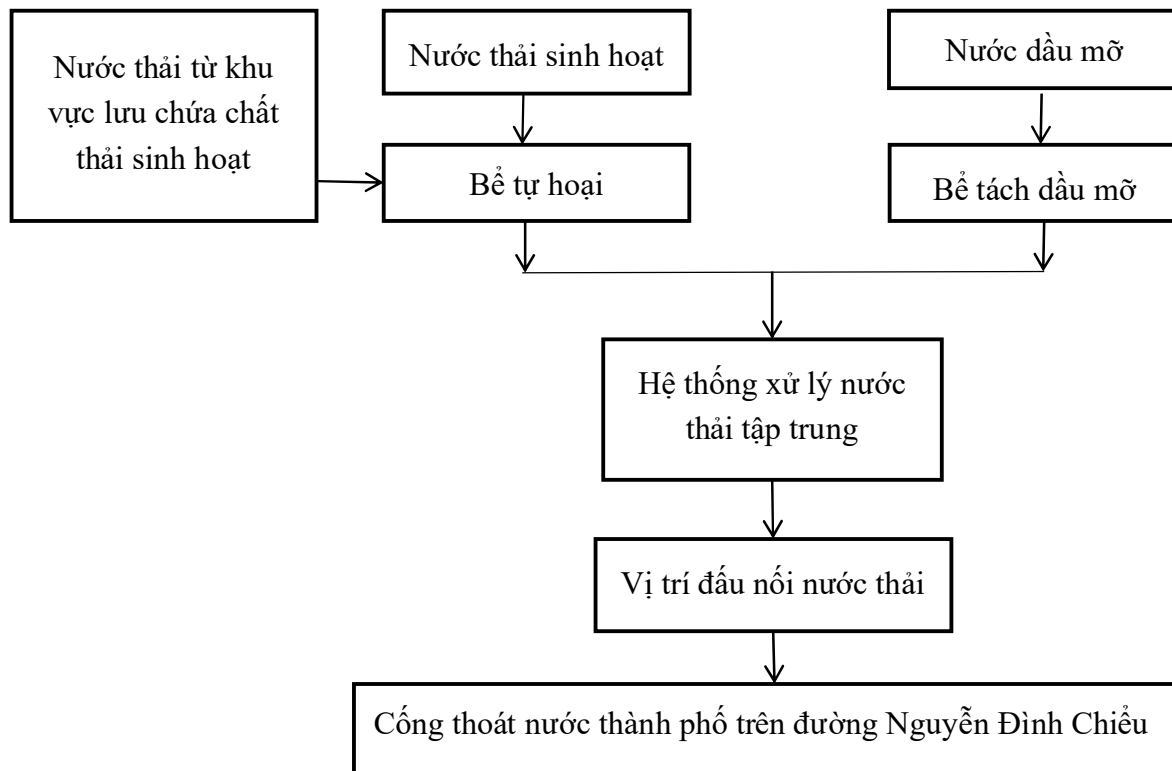 Nước thải từ khu
vực lưu chứa chất
thải sinh hoạt
Nước thải sinh hoạt
Nước dầu mỡ
Bể tự hoại
Bể tách dầu mỡ
Hệ thống xử lý nước
thải tập trung
Vị trí đấu nối nước thải
Cống thoát nước thành phố trên đường Nguyễn Đình Chiểu